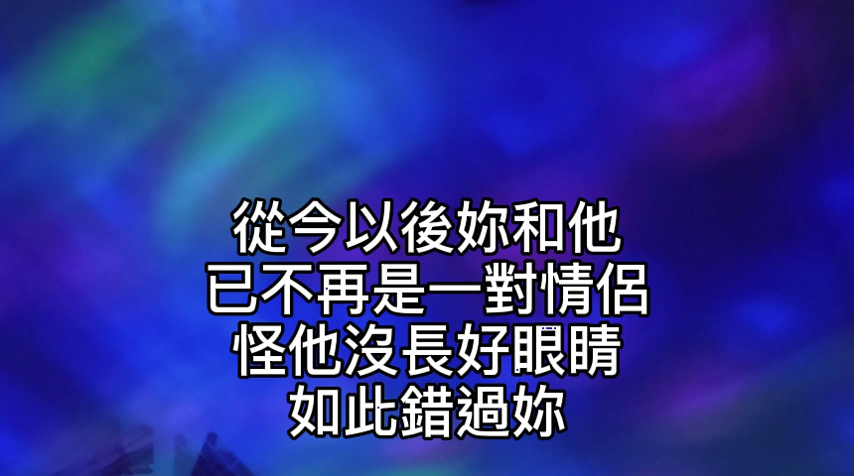 從今以後妳和他
已不再是一對情侶
怪他沒長好眼睛
如此錯過妳